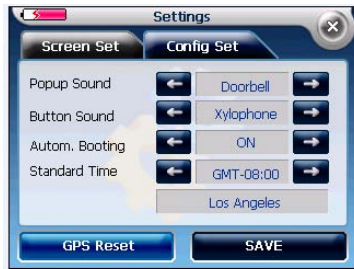 Settings
Screen Set Config Set
Popup Sound Doorbell
Button Sound Xylophone
Autom. Booting ON
Standard Time GMT-08:00
Los Angeles
GPS Reset SAVE